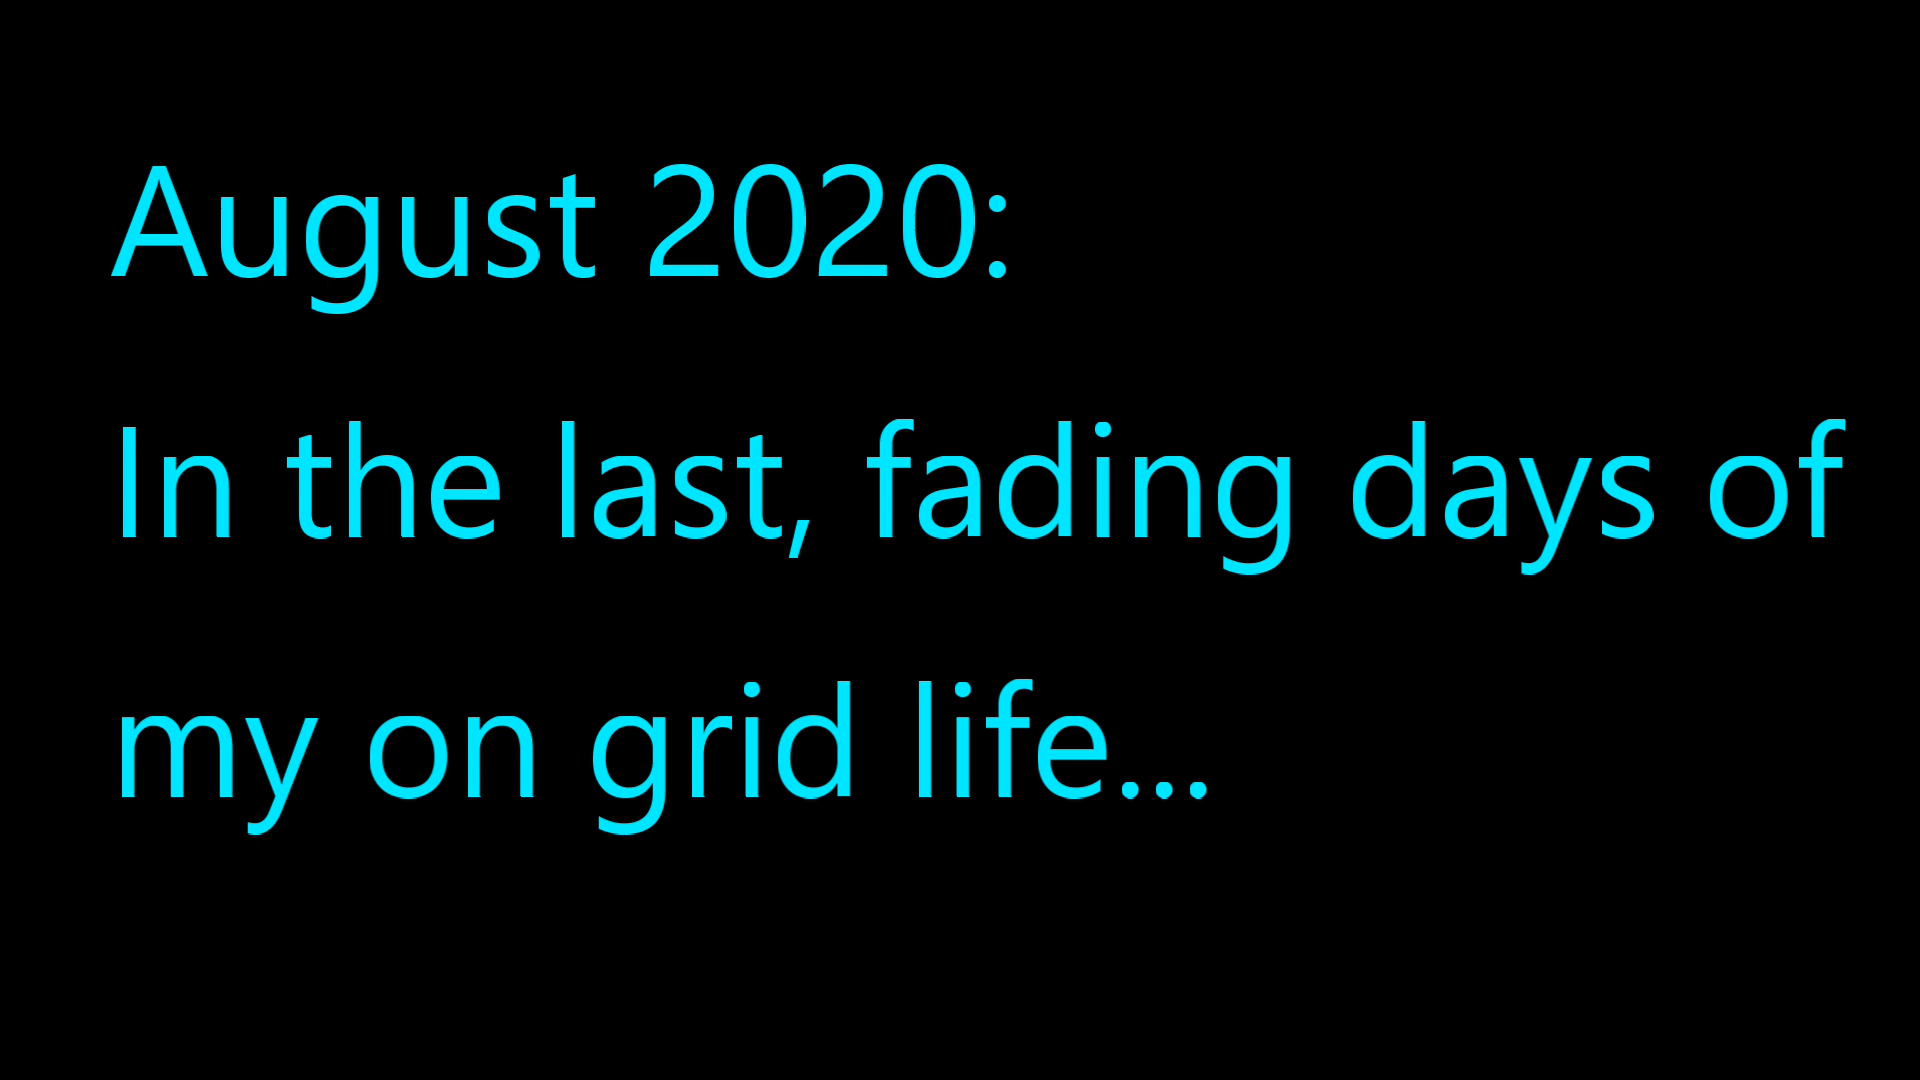 August 2020:
In the last, fading days of
my on grid life...